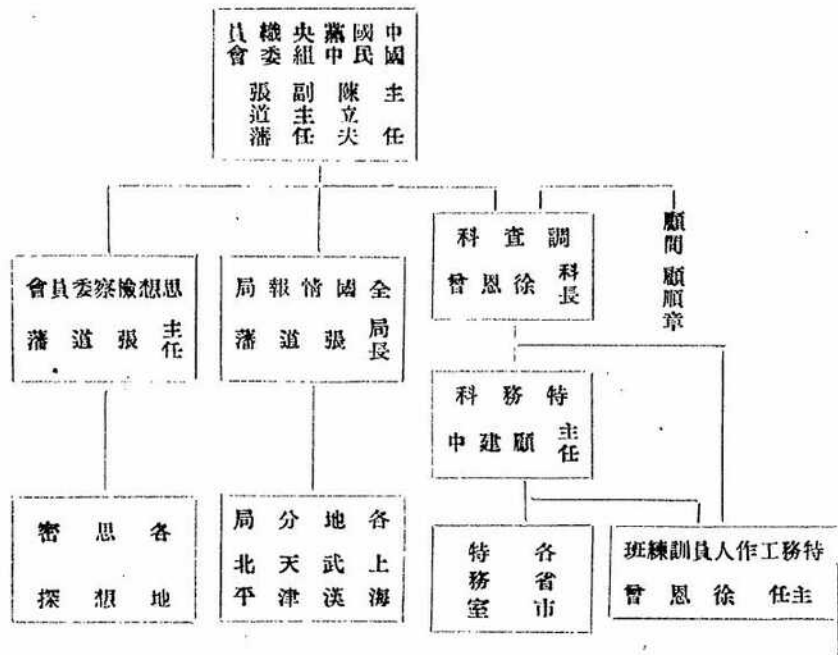 中國國民黨中央組織委員會
主任 陳立夫
副主任 張道藩
顧問 顧順章
調查科
科長 徐恩曾
全國情報局
局長 張道藩
思想檢察委員會
主任 張道藩
特務科
主任 顧建中
特務工作人員訓練班
主任 徐恩曾
各省市
特務室
各地分局
上海
武漢
天津
北平
各地
思想
密探